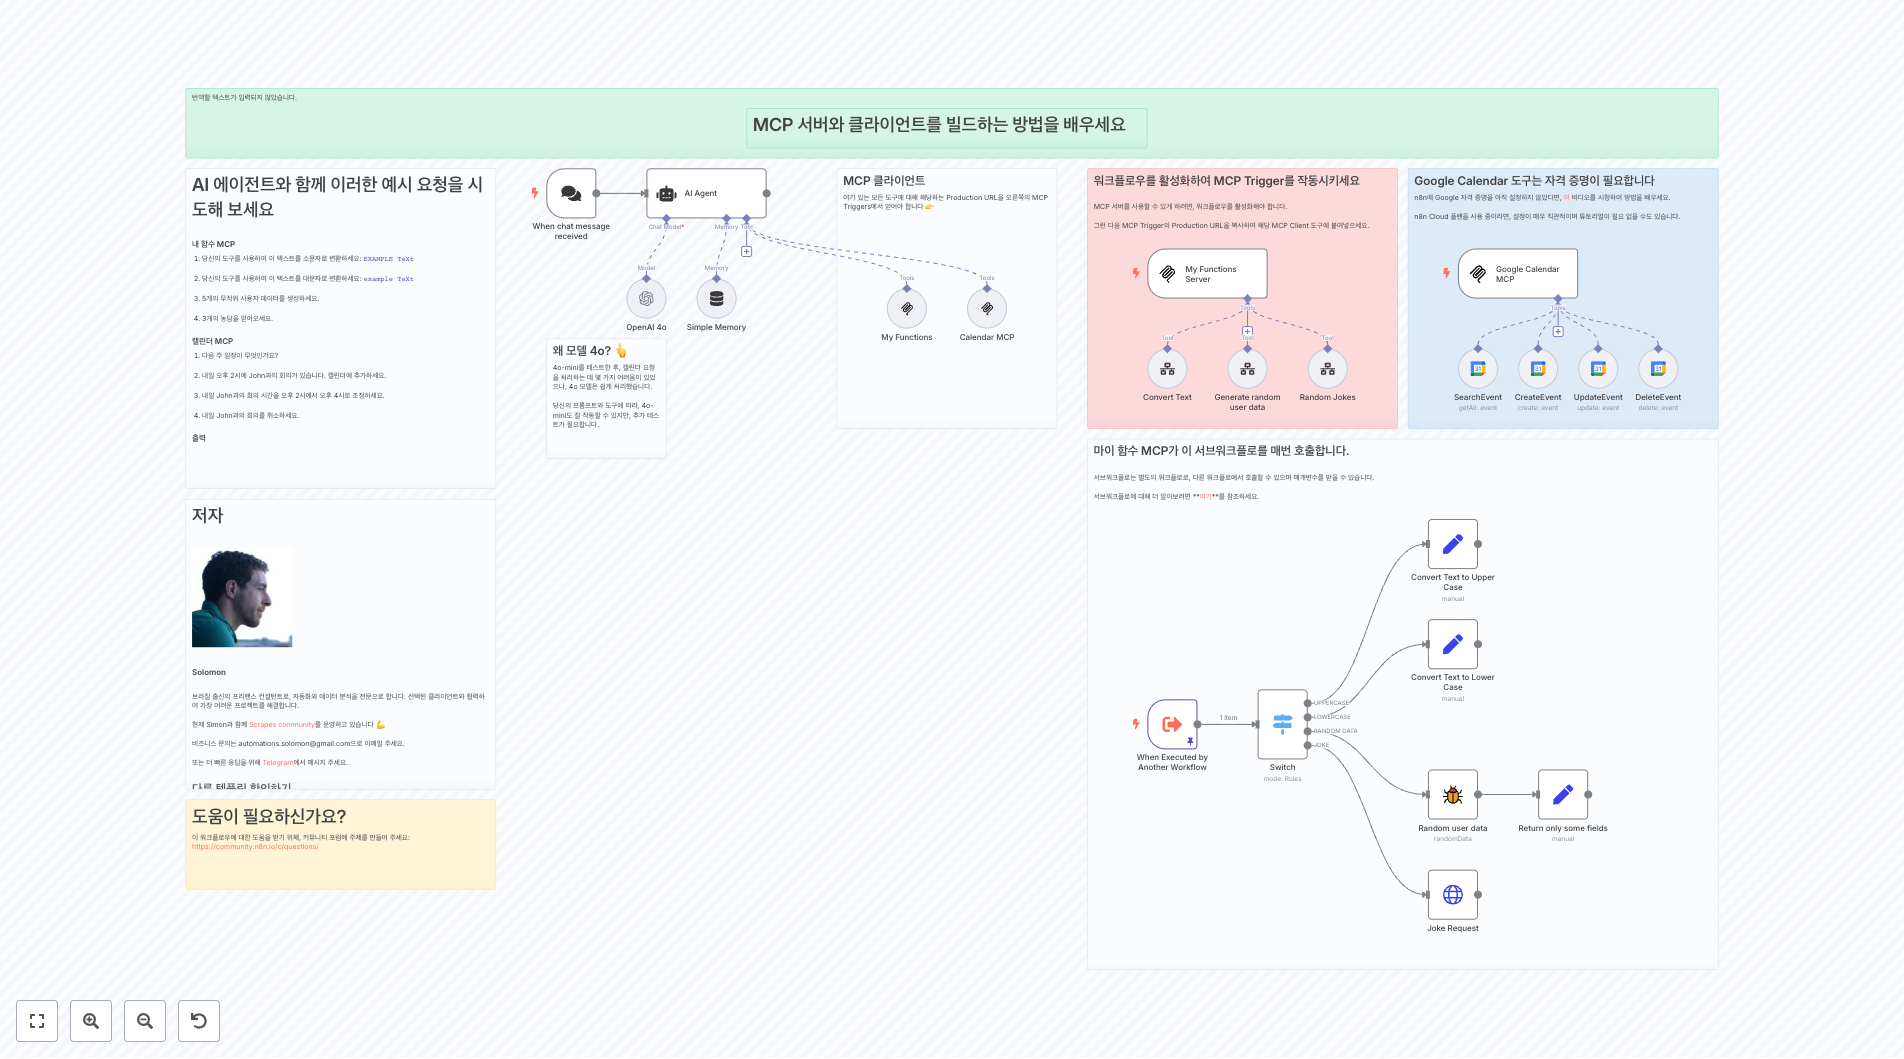 번역할 텍스트가 입력되지 않았습니다.
MCP 서버와 클라이언트를 빌드하는 방법을 배우세요
AI 에이전트와 함께 이러한 예시 요청을 시
도해 보세요
내 함수 MCP
1. 당신의 도구를 사용하여 이 텍스트를 소문자로 변환하세요: EXAMPLE TeXt
2. 당신의 도구를 사용하여 이 텍스트를 대문자로 변환하세요: example TeXt
3. 5개의 무작위 사용자 데이터를 생성하세요.
4. 3개의 농담을 얻어오세요.
캘린더 MCP
1. 다음 주 일정이 무엇인가요?
2. 내일 오후 2시에 John과의 회의가 있습니다. 캘린더에 추가하세요.
3. 내일 John과의 회의 시간을 오후 2시에서 오후 4시로 조정하세요.
4. 내일 John과의 회의를 취소하세요.
출력
저자
Solomon
브라질 출신의 프리랜스 컨설턴트로, 자동화와 데이터 분석을 전문으로 합니다. 선택된 클라이언트와 협력하
여 가장 어려운 프로젝트를 해결합니다.
현재 Simon과 함께 Scrapes community를 운영하고 있습니다 💪
비즈니스 문의는 automations.solomon@gmail.com으로 이메일 주세요.
또는 더 빠른 응답을 위해 Telegram에서 메시지 주세요.
다른 템플릿 확인하기
도움이 필요하신가요?
이 워크플로우에 대한 도움을 받기 위해, 커뮤니티 포럼에 주제를 만들어 주세요:
https://community.n8n.io/c/questions/
When chat message
received
AI Agent
Chat Model*
Memory
Tool
Model
Memory
OpenAI 4o
Simple Memory
왜 모델 4o? 👆
4o-mini를 테스트한 후, 캘린더 요청
을 처리하는 데 몇 가지 어려움이 있었
으나, 4o 모델은 쉽게 처리했습니다.
당신의 프롬프트와 도구에 따라, 4o-
mini도 잘 작동할 수 있지만, 추가 테스
트가 필요합니다.
MCP 클라이언트
여기 있는 모든 도구에 대해 해당하는 Production URL을 오른쪽의 MCP
Triggers에서 얻어야 합니다 👉
Tools
Tools
My Functions
Calendar MCP
워크플로우를 활성화하여 MCP Trigger를 작동시키세요
MCP 서버를 사용할 수 있게 하려면, 워크플로우를 활성화해야 합니다.
그런 다음 MCP Trigger의 Production URL을 복사하여 해당 MCP Client 도구에 붙여넣으세요.
My Functions
Server
Tools
Tool
Tool
Tool
Convert Text
Generate random
user data
Random Jokes
Google Calendar 도구는 자격 증명이 필요합니다
n8n에 Google 자격 증명을 아직 설정하지 않았다면, 이 비디오를 시청하여 방법을 배우세요.
n8n Cloud 플랜을 사용 중이라면, 설정이 매우 직관적이며 튜토리얼이 필요 없을 수도 있습니다.
Google Calendar
MCP
Tools
SearchEvent
getAll: event
CreateEvent
create: event
UpdateEvent
update: event
DeleteEvent
delete: event
마이 함수 MCP가 이 서브워크플로를 매번 호출합니다.
서브워크플로는 별도의 워크플로로, 다른 워크플로에서 호출할 수 있으며 매개변수를 받을 수 있습니다.
서브워크플로에 대해 더 알아보려면 **여기**를 참조하세요.
When Executed by
Another Workflow
1 item
Switch
mode: Rules
UPPERCASE
LOWERCASE
RANDOM DATA
JOKE
Convert Text to Upper
Case
manual
Convert Text to Lower
Case
manual
Random user data
randomData
Return only some fields
manual
Joke Request